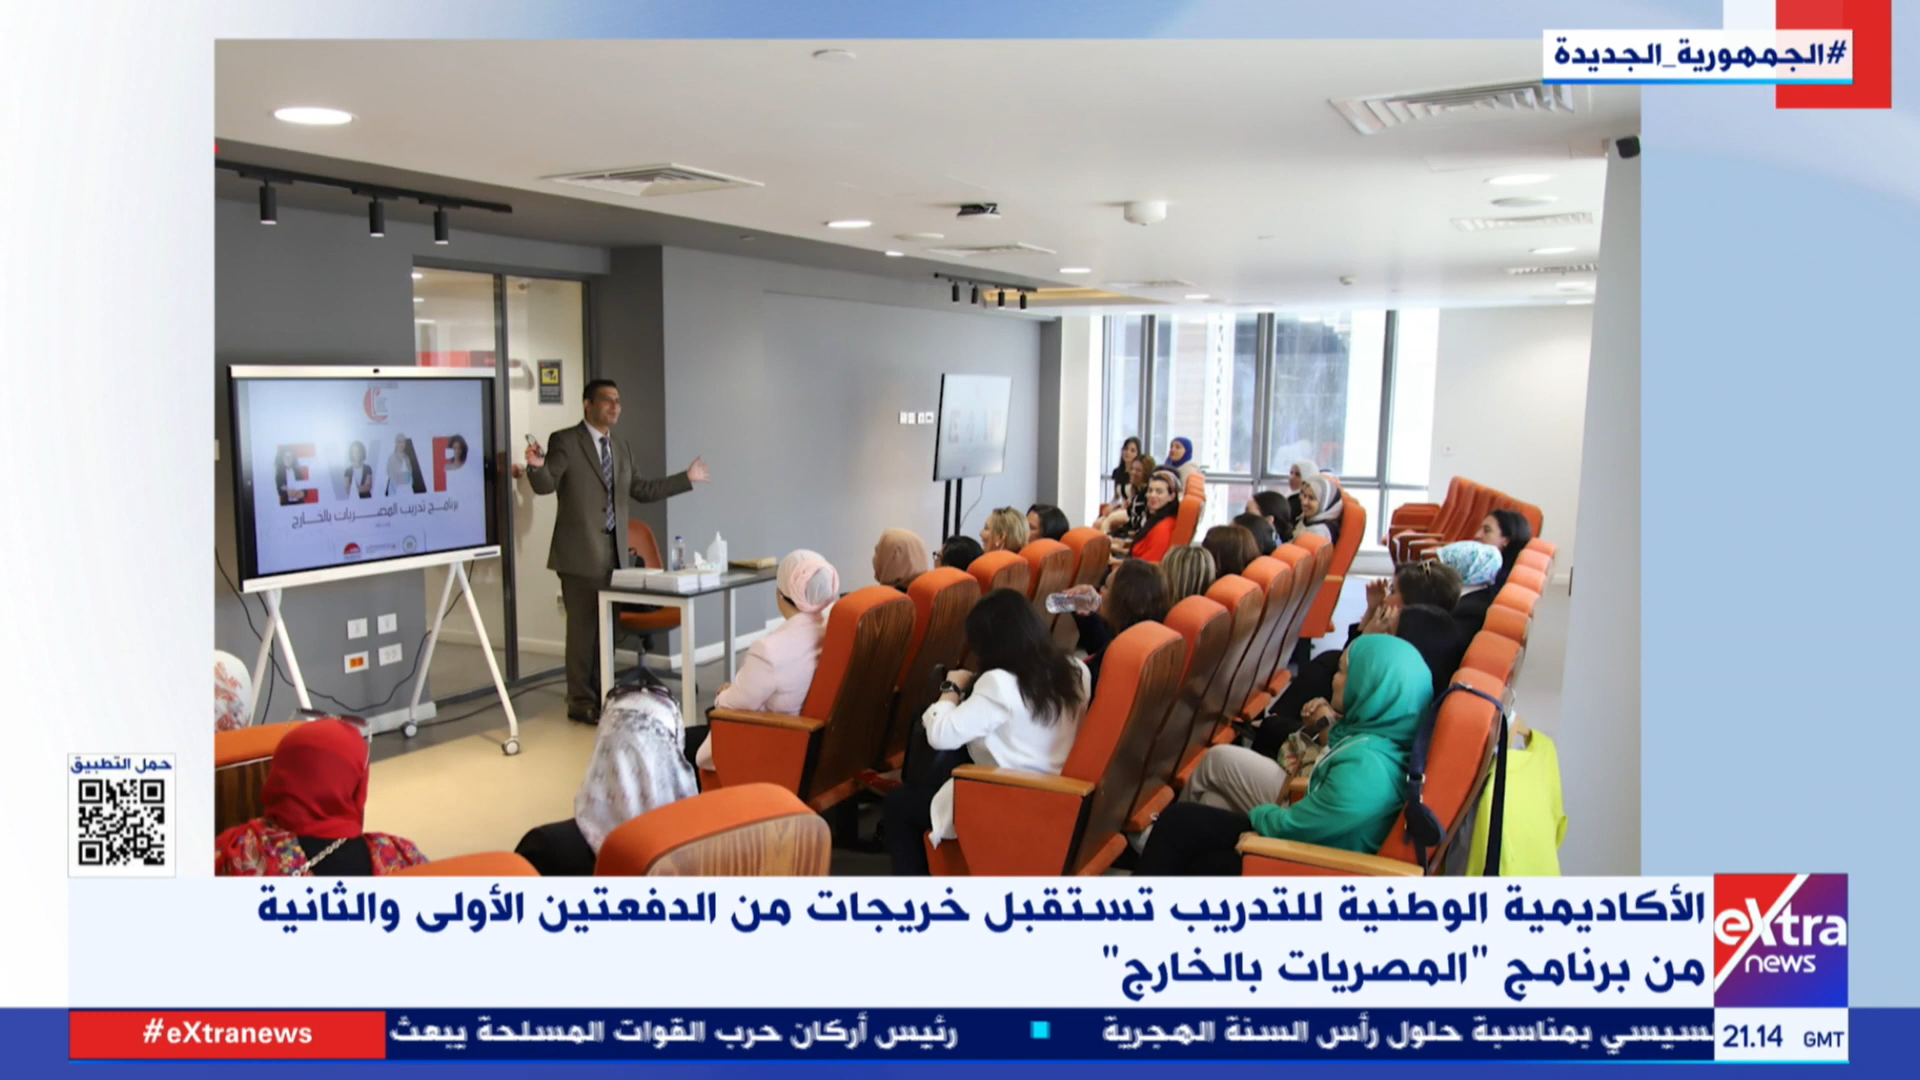 #الجمهورية_الجديدة
EWAP
برنامج تدريب المصريات بالخارج
حمل التطبيق
الأكاديمية الوطنية للتدريب تستقبل خريجات من الدفعتين الأولى والثانية
من برنامج "المصريات بالخارج"
eXtra
news
#eXtranews
لسيسي بمناسبة حلول رأس السنة الهجرية
رئيس أركان حرب القوات المسلحة يبعث
21.14 GMT